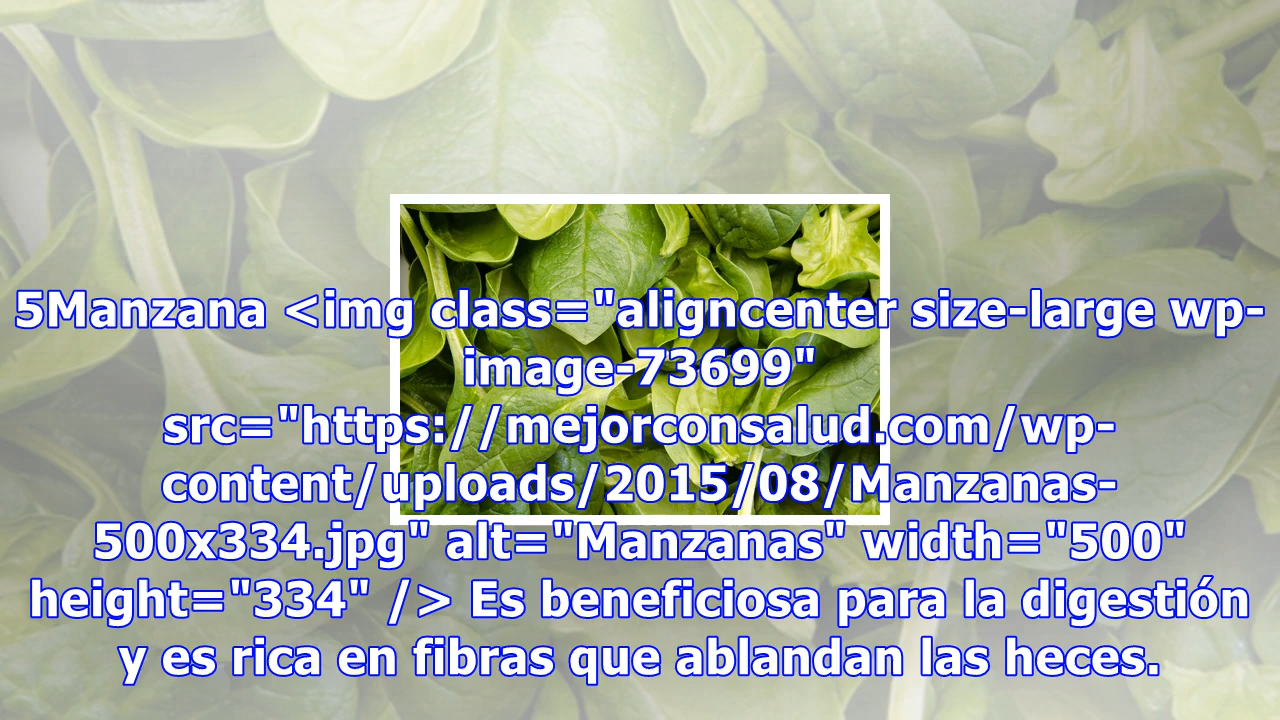 5Manzana <img class="aligncenter size-large wp-
image-73699"
src="https://mejorconsalud.com/wp-
content/uploads/2015/08/Manzanas-
500x334.jpg" alt="Manzanas" width="500"
height="334" /> Es beneficiosa para la digestión
y es rica en fibras que ablandan las heces.